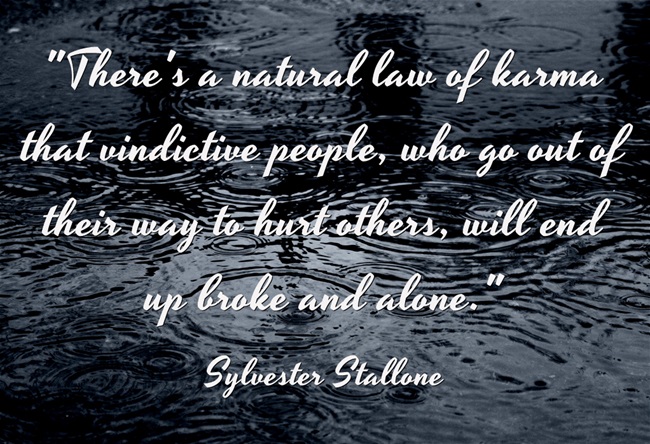 "There's a natural law of karma
that vindictive people, who go out of
their way to hurt others, will end
up broke and alone."
Sylvester Stallone